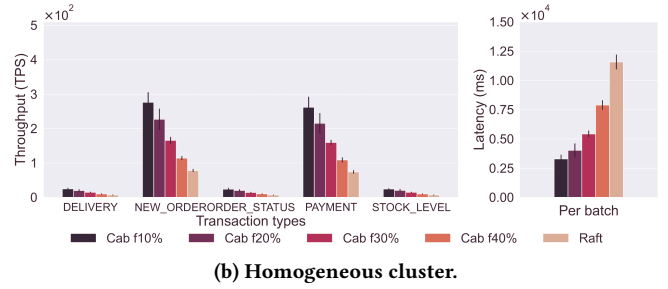 ×10²
5
4
3
2
1
0
Throughput (TPS)
DELIVERY NEW_ORDER ORDER_STATUS PAYMENT STOCK_LEVEL
Transaction types
×10⁴
1.50
1.25
1.00
0.75
0.50
0.25
0.00
Latency (ms)
Per batch
Cab f10% Cab f20% Cab f30% Cab f40% Raft
(b) Homogeneous cluster.